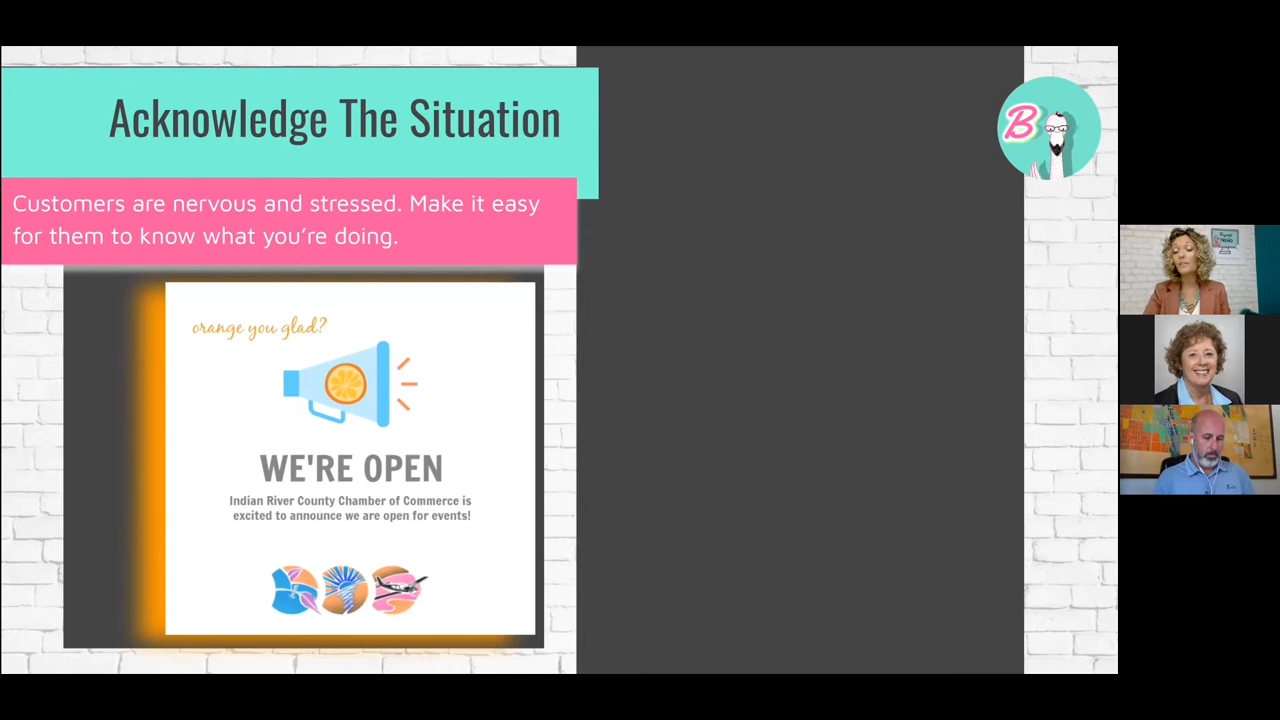 Acknowledge The Situation
B
Customers are nervous and stressed. Make it easy
for them to know what you're doing.
orange you glad?
WE'RE OPEN
Indian River County Chamber of Commerce is
excited to announce we are open for events!
TREND